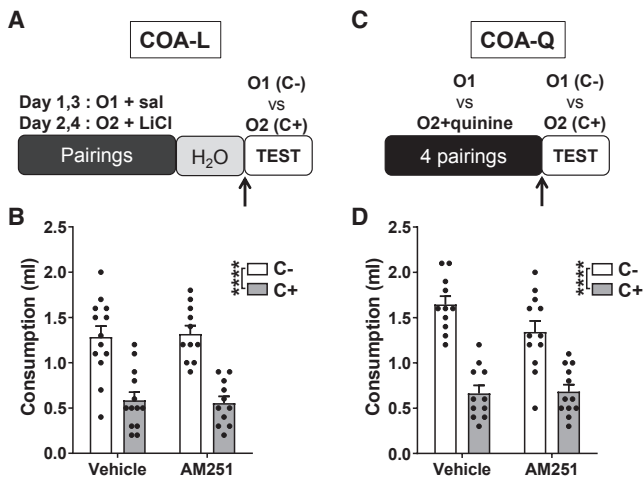 A
COA-L
Day 1,3 : O1 + sal
Day 2,4 : O2 + LiCl
O1 (C-)
vs
O2 (C+)
Pairings
H₂O
TEST
B
Consumption (ml)
2.5
2.0
1.5
1.0
0.5
0.0
****
C-
C+
Vehicle
AM251
C
COA-Q
O1
vs
O2+quinine
O1 (C-)
vs
O2 (C+)
4 pairings
TEST
D
Consumption (ml)
2.5
2.0
1.5
1.0
0.5
0.0
****
C-
C+
Vehicle
AM251